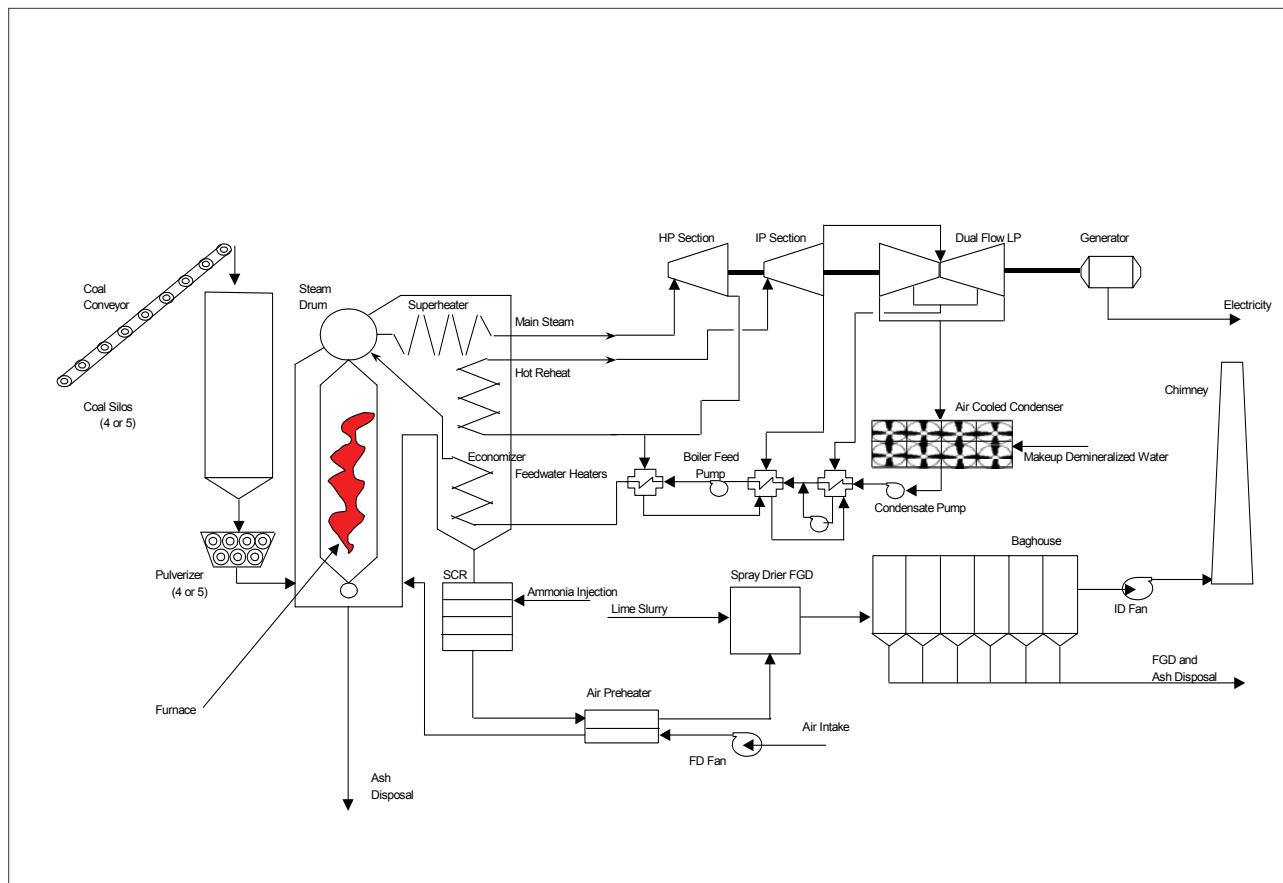 HP Section
IP Section
Dual Flow LP
Generator
Coal
Conveyor
Steam
Drum
Superheater
Main Steam
Electricity
Hot Reheat
Chimney
Coal Silos
(4 or 5)
Air Cooled Condenser
Economizer
Feedwater Heaters
Boiler Feed
Pump
Makeup Demineralized Water
Condensate Pump
Baghouse
Pulverizer
(4 or 5)
SCR
Ammonia Injection
Spray Drier FGD
Lime Slurry
ID Fan
FGD and
Ash Disposal
Furnace
Air Preheater
Air Intake
FD Fan
Ash
Disposal